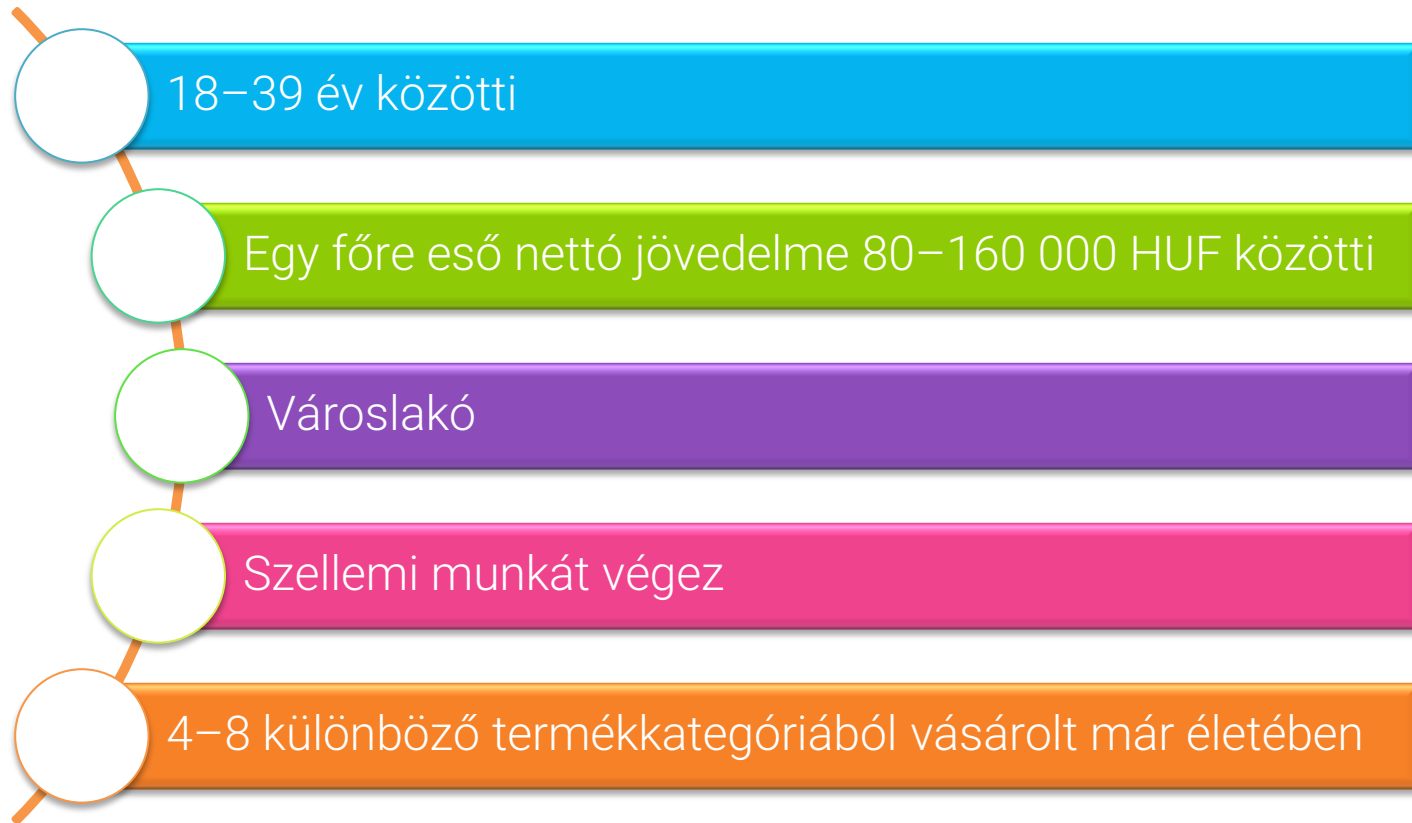 18–39 év közötti
Egy főre eső nettó jövedelme 80–160 000 HUF közötti
Városlakó
Szellemi munkát végez
4–8 különböző termékkategóriából vásárolt már életében